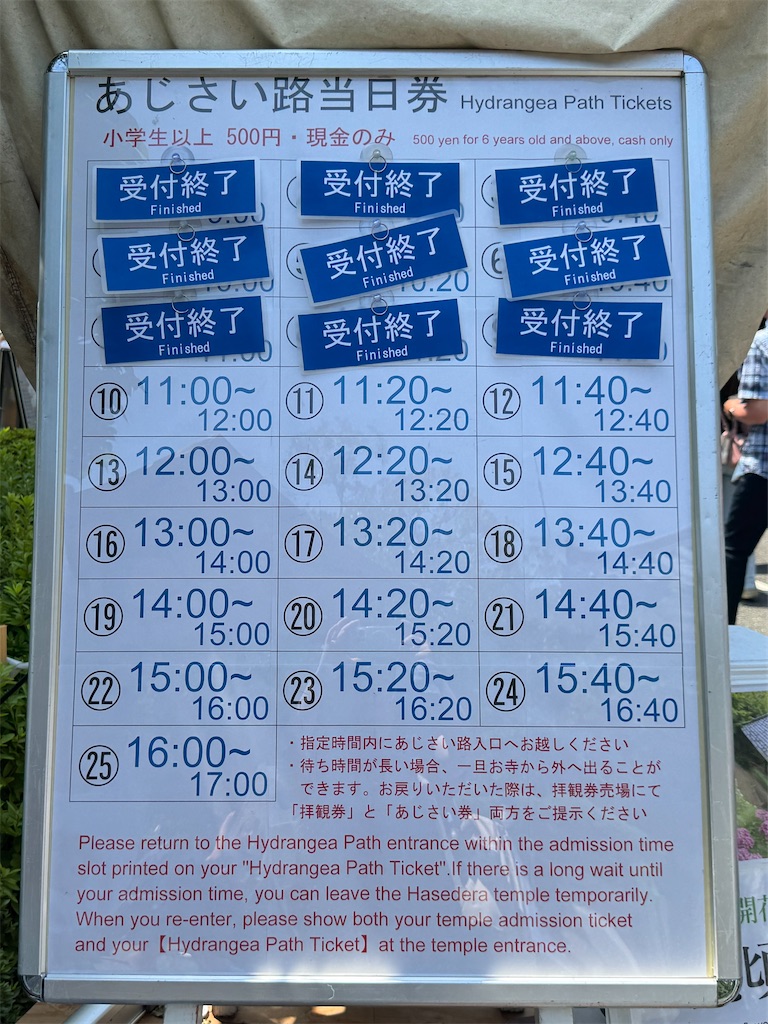 あじさい路当日券 Hydrangea Path Tickets
小学生以上 500円・現金のみ 500 yen for 6 years old and above, cash only
受付終了 受付終了 受付終了
Finished Finished Finished
受付終了 受付終了 受付終了
Finished Finished Finished
受付終了 受付終了 受付終了
Finished Finished Finished
⑩ 11:00~ ⑪ 11:20~ ⑫ 11:40~
12:00 12:20 12:40
⑬ 12:00~ ⑭ 12:20~ ⑮ 12:40~
13:00 13:20 13:40
⑯ 13:00~ ⑰ 13:20~ ⑱ 13:40~
14:00 14:20 14:40
⑲ 14:00~ ⑳ 14:20~ ㉑ 14:40~
15:00 15:20 15:40
㉒ 15:00~ ㉓ 15:20~ ㉔ 15:40~
16:00 16:20 16:40
㉕ 16:00~
17:00
・指定時間内にあじさい路入口へお越しください
・待ち時間が長い場合、一旦お寺から外へ出ることが
できます。お戻りいただいた際は、拝観券売場にて
「拝観券」と「あじさい券」両方をご提示ください
Please return to the Hydrangea Path entrance within the admission time
slot printed on your "Hydrangea Path Ticket".If there is a long wait until
your admission time, you can leave the Hasedera temple temporarily.
When you re-enter, please show both your temple admission ticket
and your【Hydrangea Path Ticket】at the temple entrance.
開花